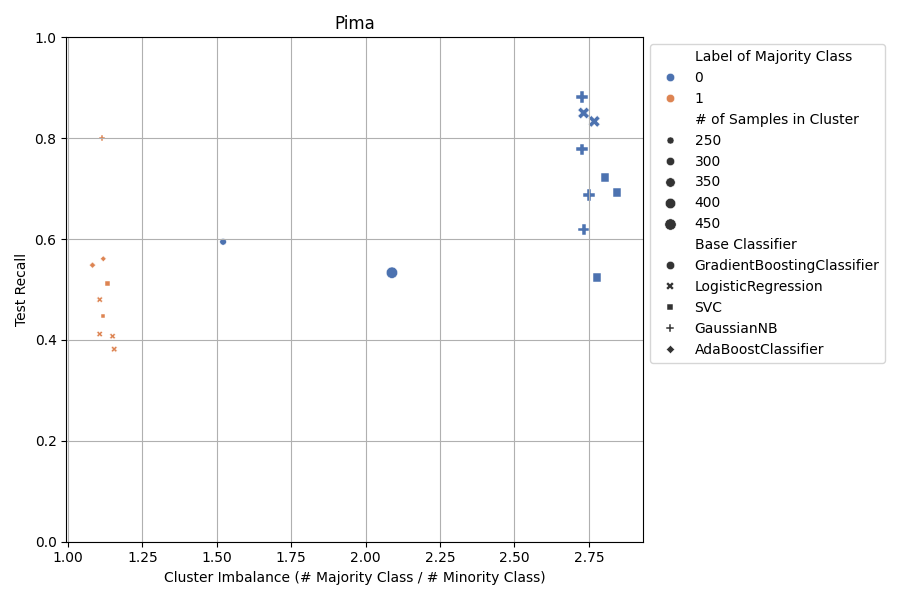 Pima
1.0
0.8
0.6
0.4
0.2
0.0
Test Recall
1.00
1.25
1.50
1.75
2.00
2.25
2.50
2.75
Cluster Imbalance (# Majority Class / # Minority Class)
Label of Majority Class
0
1
# of Samples in Cluster
250
300
350
400
450
Base Classifier
GradientBoostingClassifier
LogisticRegression
SVC
GaussianNB
AdaBoostClassifier